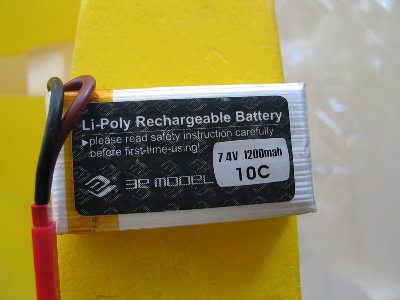 Li-Poly Rechargeable Battery
▶please read safety instruction carefully
before first-time-using!
7.4V 1200mah
10C
3E MODEL